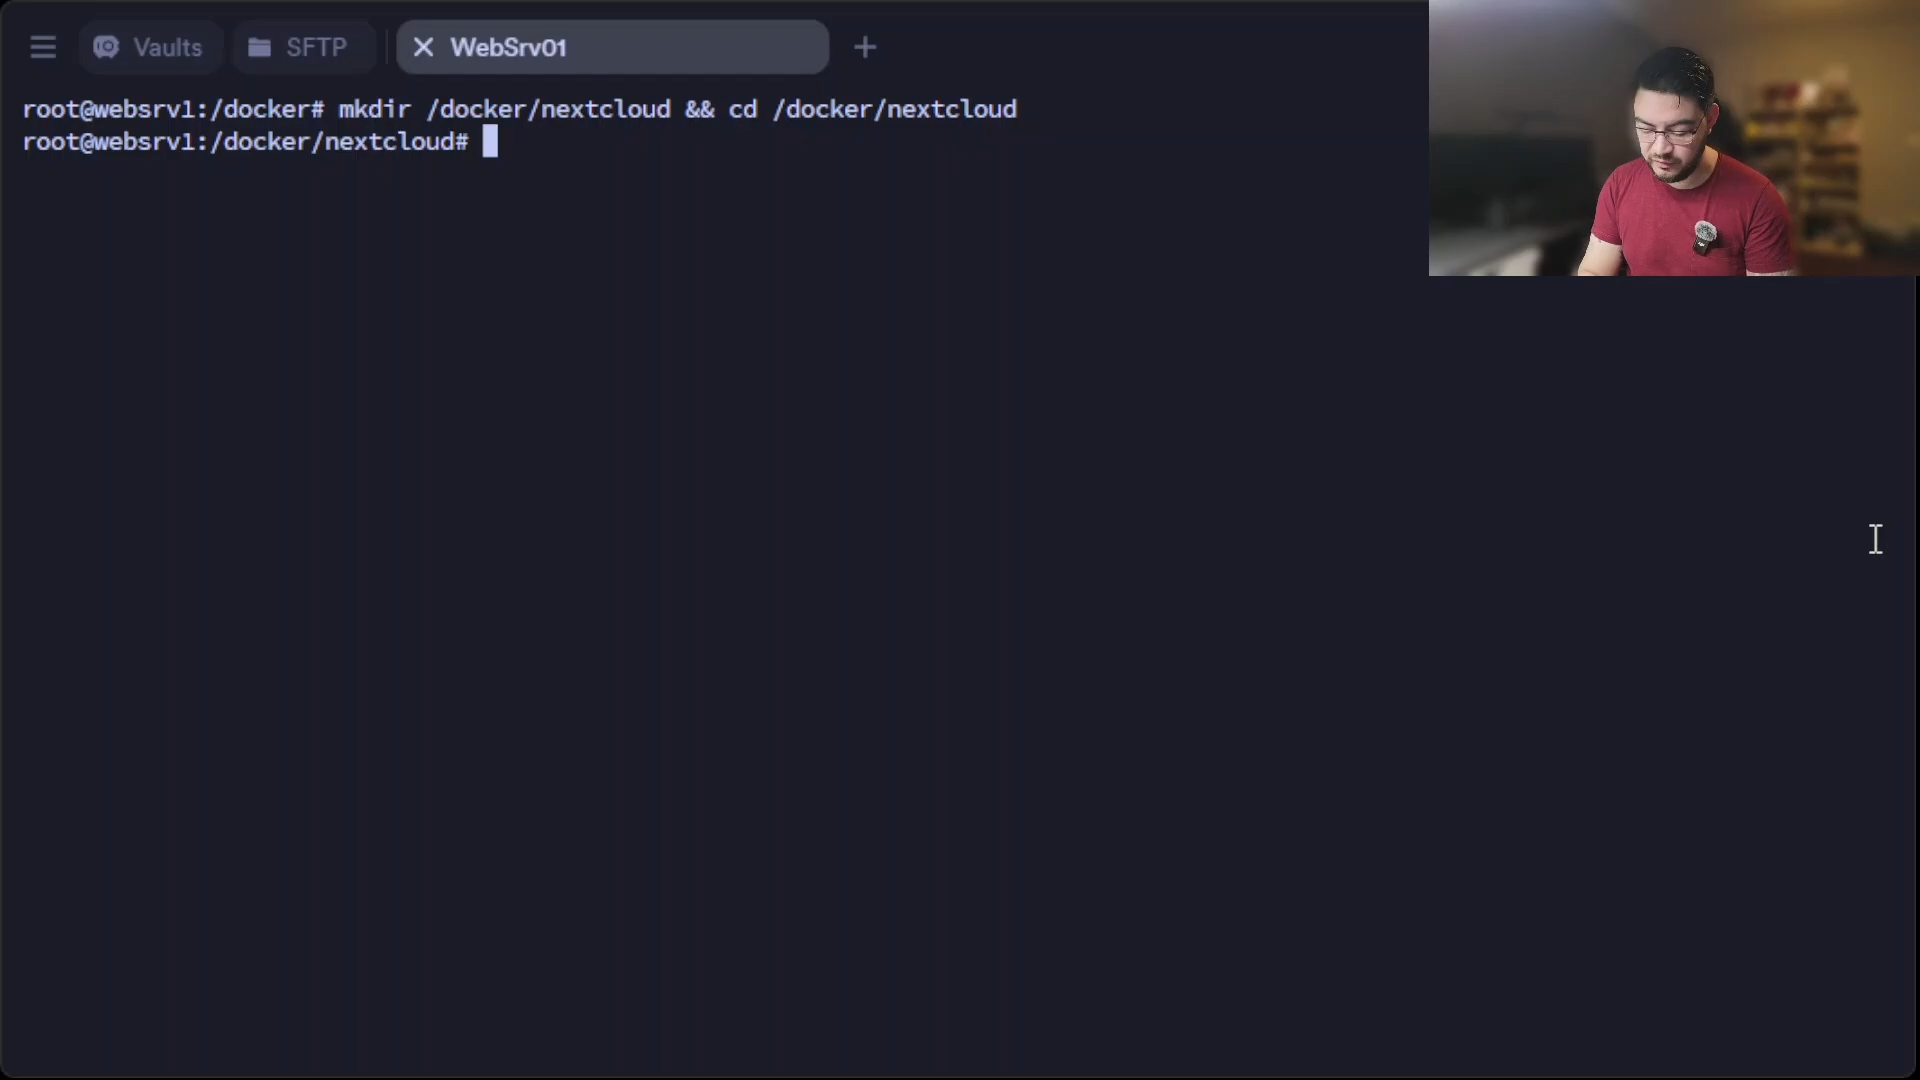 Vaults
SFTP
WebSrv01
root@websrv1:/docker# mkdir /docker/nextcloud && cd /docker/nextcloud
root@websrv1:/docker/nextcloud#